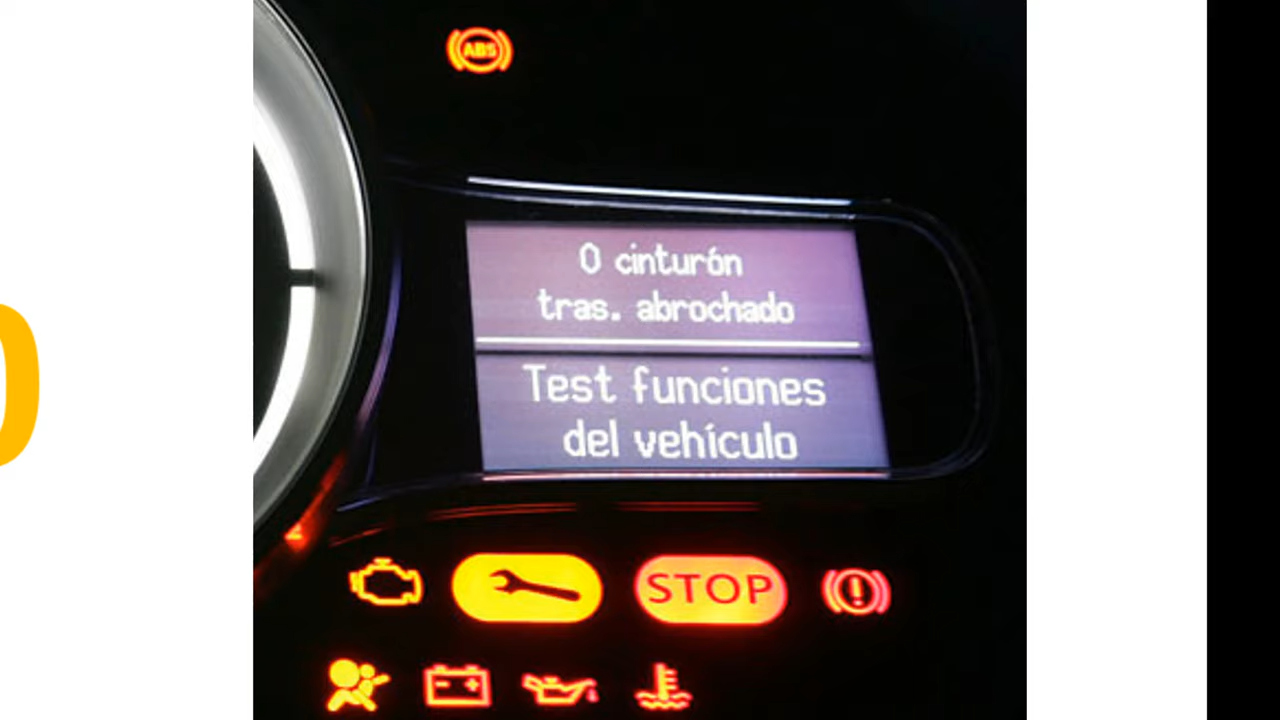 ABS
0 cinturón
tras. abrochado
Test funciones
del vehículo
STOP